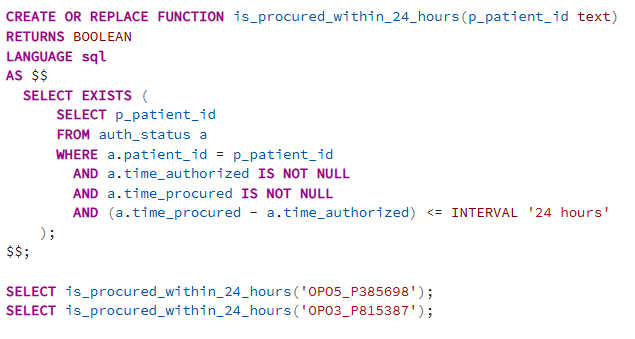 CREATE OR REPLACE FUNCTION is_procured_within_24_hours(p_patient_id text)
RETURNS BOOLEAN
LANGUAGE sql
AS $$
  SELECT EXISTS (
      SELECT p_patient_id
      FROM auth_status a
      WHERE a.patient_id = p_patient_id
        AND a.time_authorized IS NOT NULL
        AND a.time_procured IS NOT NULL
        AND (a.time_procured - a.time_authorized) <= INTERVAL '24 hours'
    );
$$;

SELECT is_procured_within_24_hours('OPO5_P385698');
SELECT is_procured_within_24_hours('OPO3_P815387');